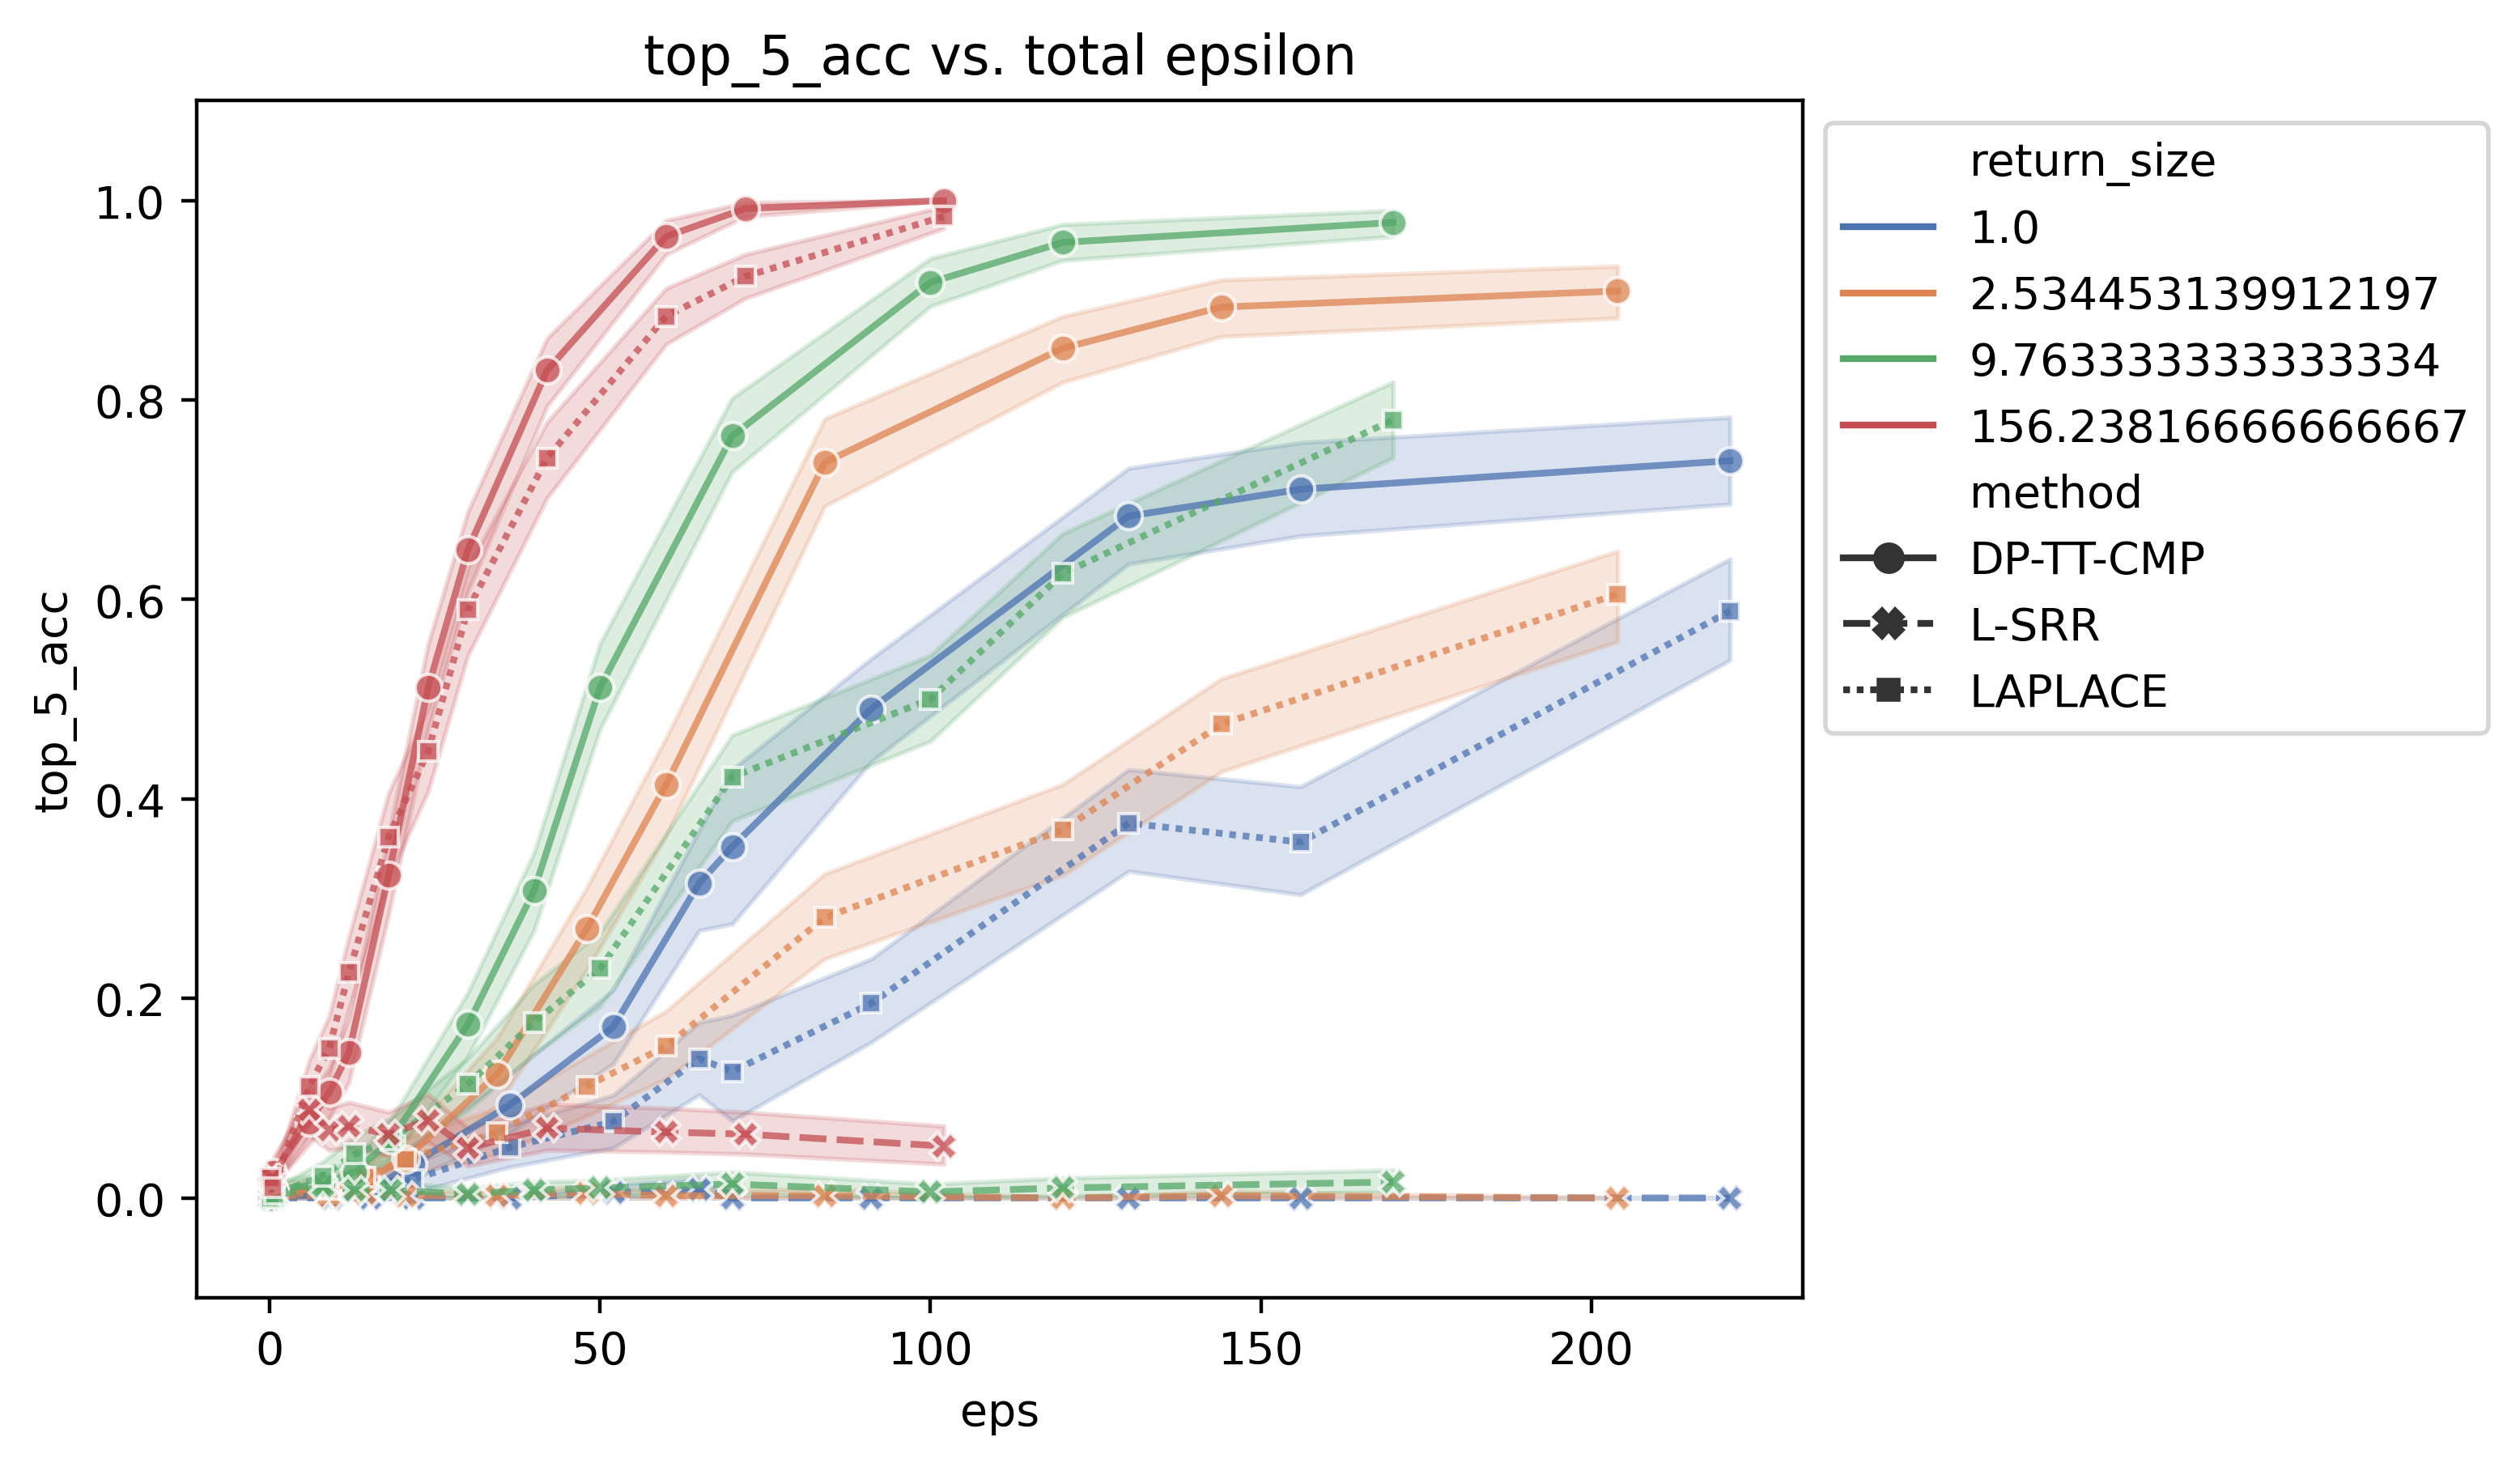 top_5_acc vs. total epsilon
top_5_acc
1.0
0.8
0.6
0.4
0.2
0.0
0
50
100
150
200
eps
return_size
1.0
2.534453139912197
9.763333333333334
156.23816666666667
method
DP-TT-CMP
L-SRR
LAPLACE